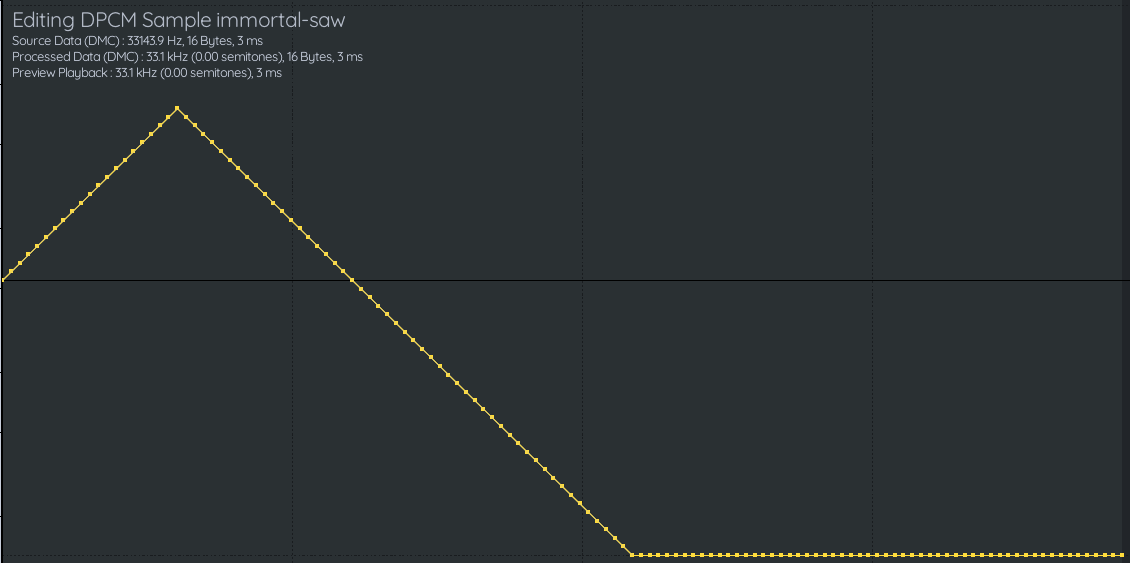 Editing DPCM Sample immortal-saw
Source Data (DMC) : 33143.9 Hz, 16 Bytes, 3 ms
Processed Data (DMC) : 33.1 kHz (0.00 semitones), 16 Bytes, 3 ms
Preview Playback : 33.1 kHz (0.00 semitones), 3 ms